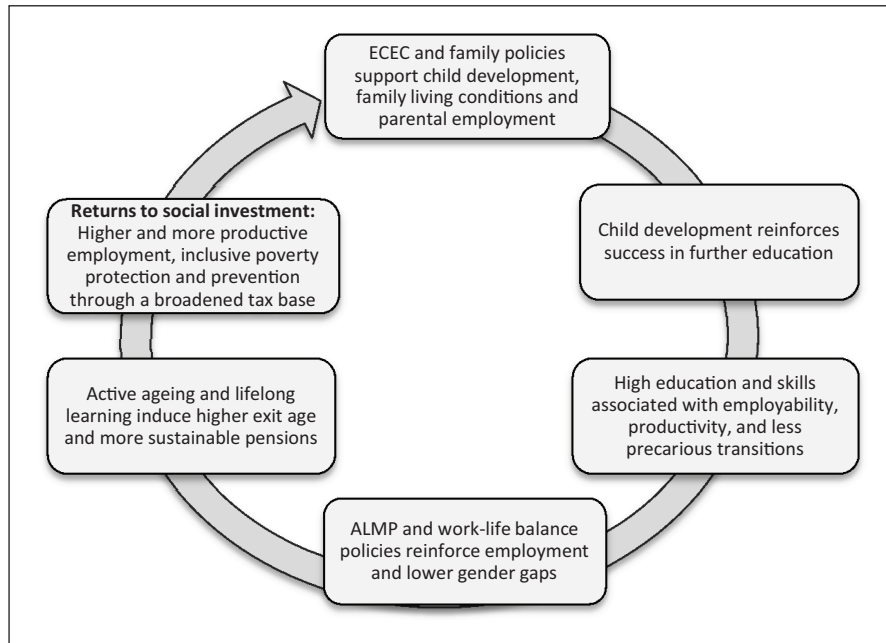 ECEC and family policies
support child development,
family living conditions and
parental employment
Child development reinforces
success in further education
High education and skills
associated with employability,
productivity, and less
precarious transitions
ALMP and work-life balance
policies reinforce employment
and lower gender gaps
Active ageing and lifelong
learning induce higher exit age
and more sustainable pensions
Returns to social investment:
Higher and more productive
employment, inclusive poverty
protection and prevention
through a broadened tax base